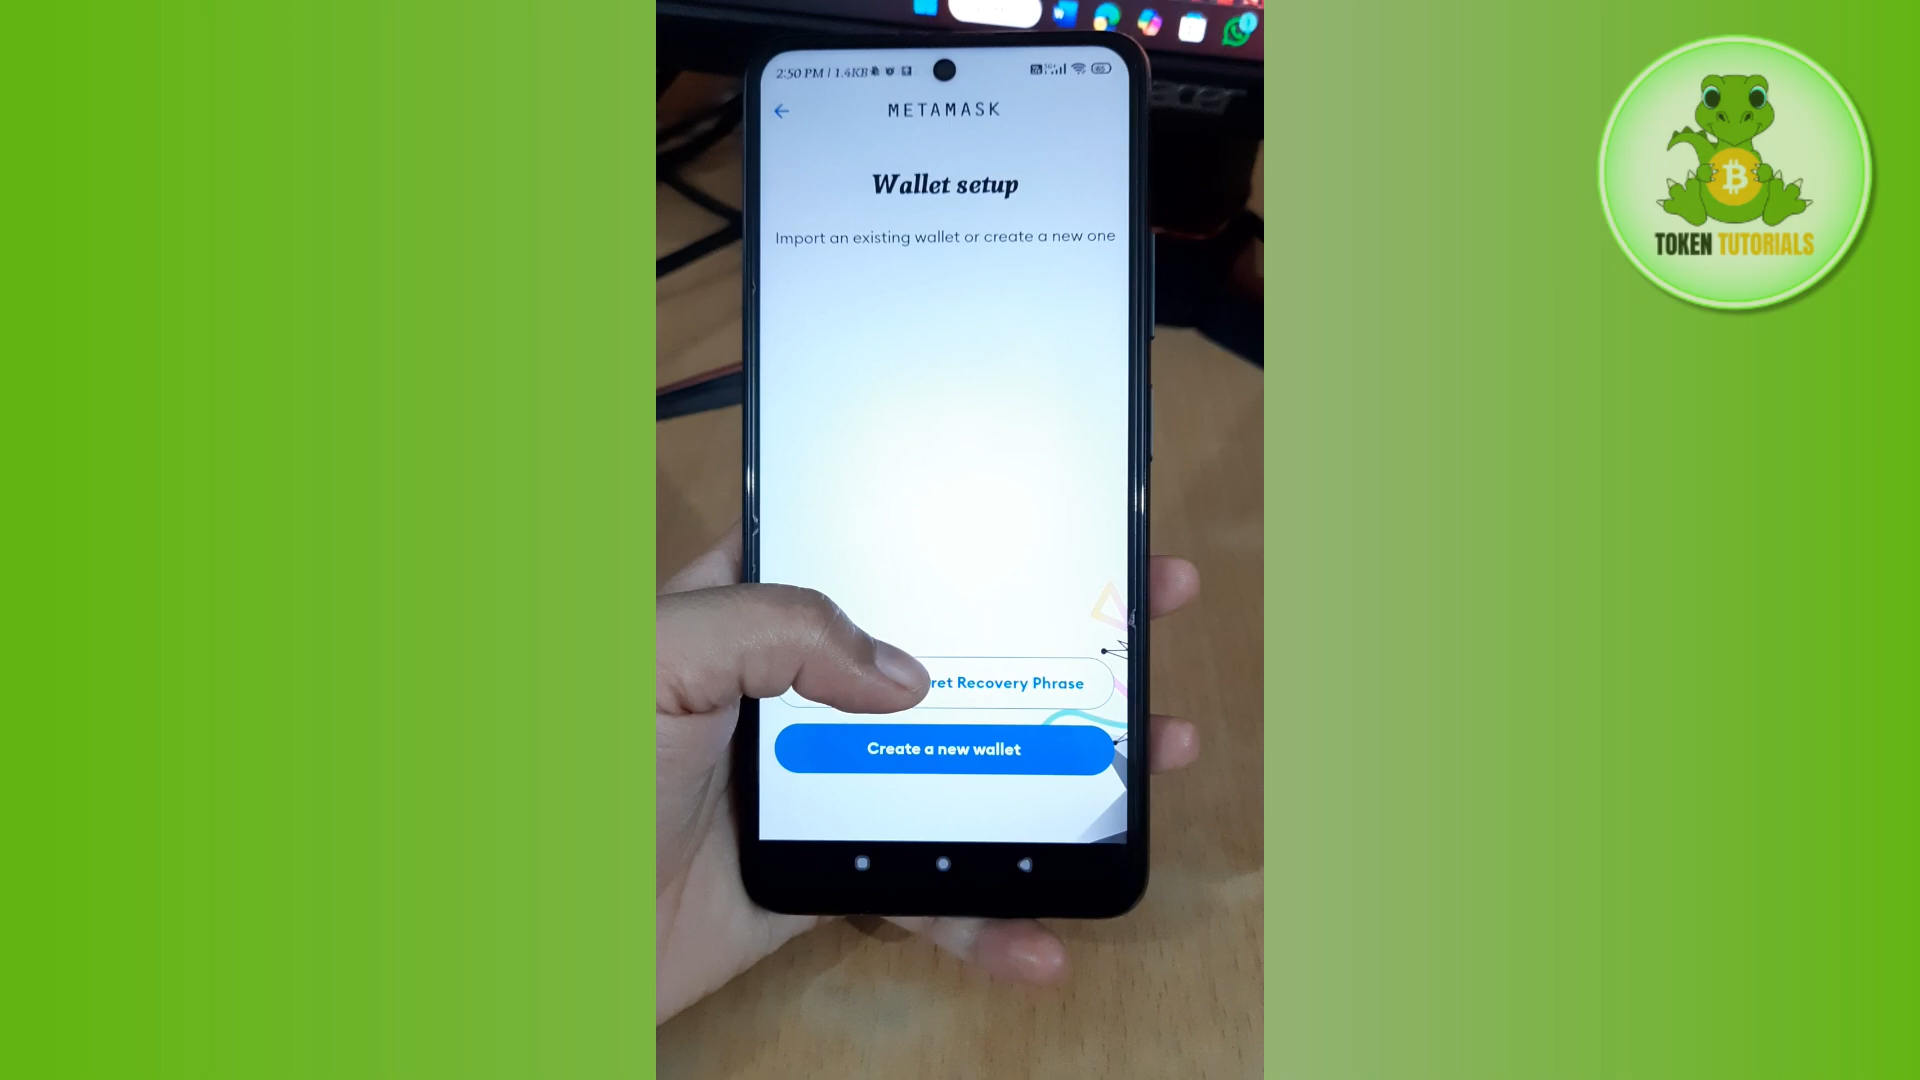 2:50 PM | 1.4KB
METAMASK
Wallet setup
Import an existing wallet or create a new one
ret Recovery Phrase
Create a new wallet
acer
TOKEN TUTORIALS